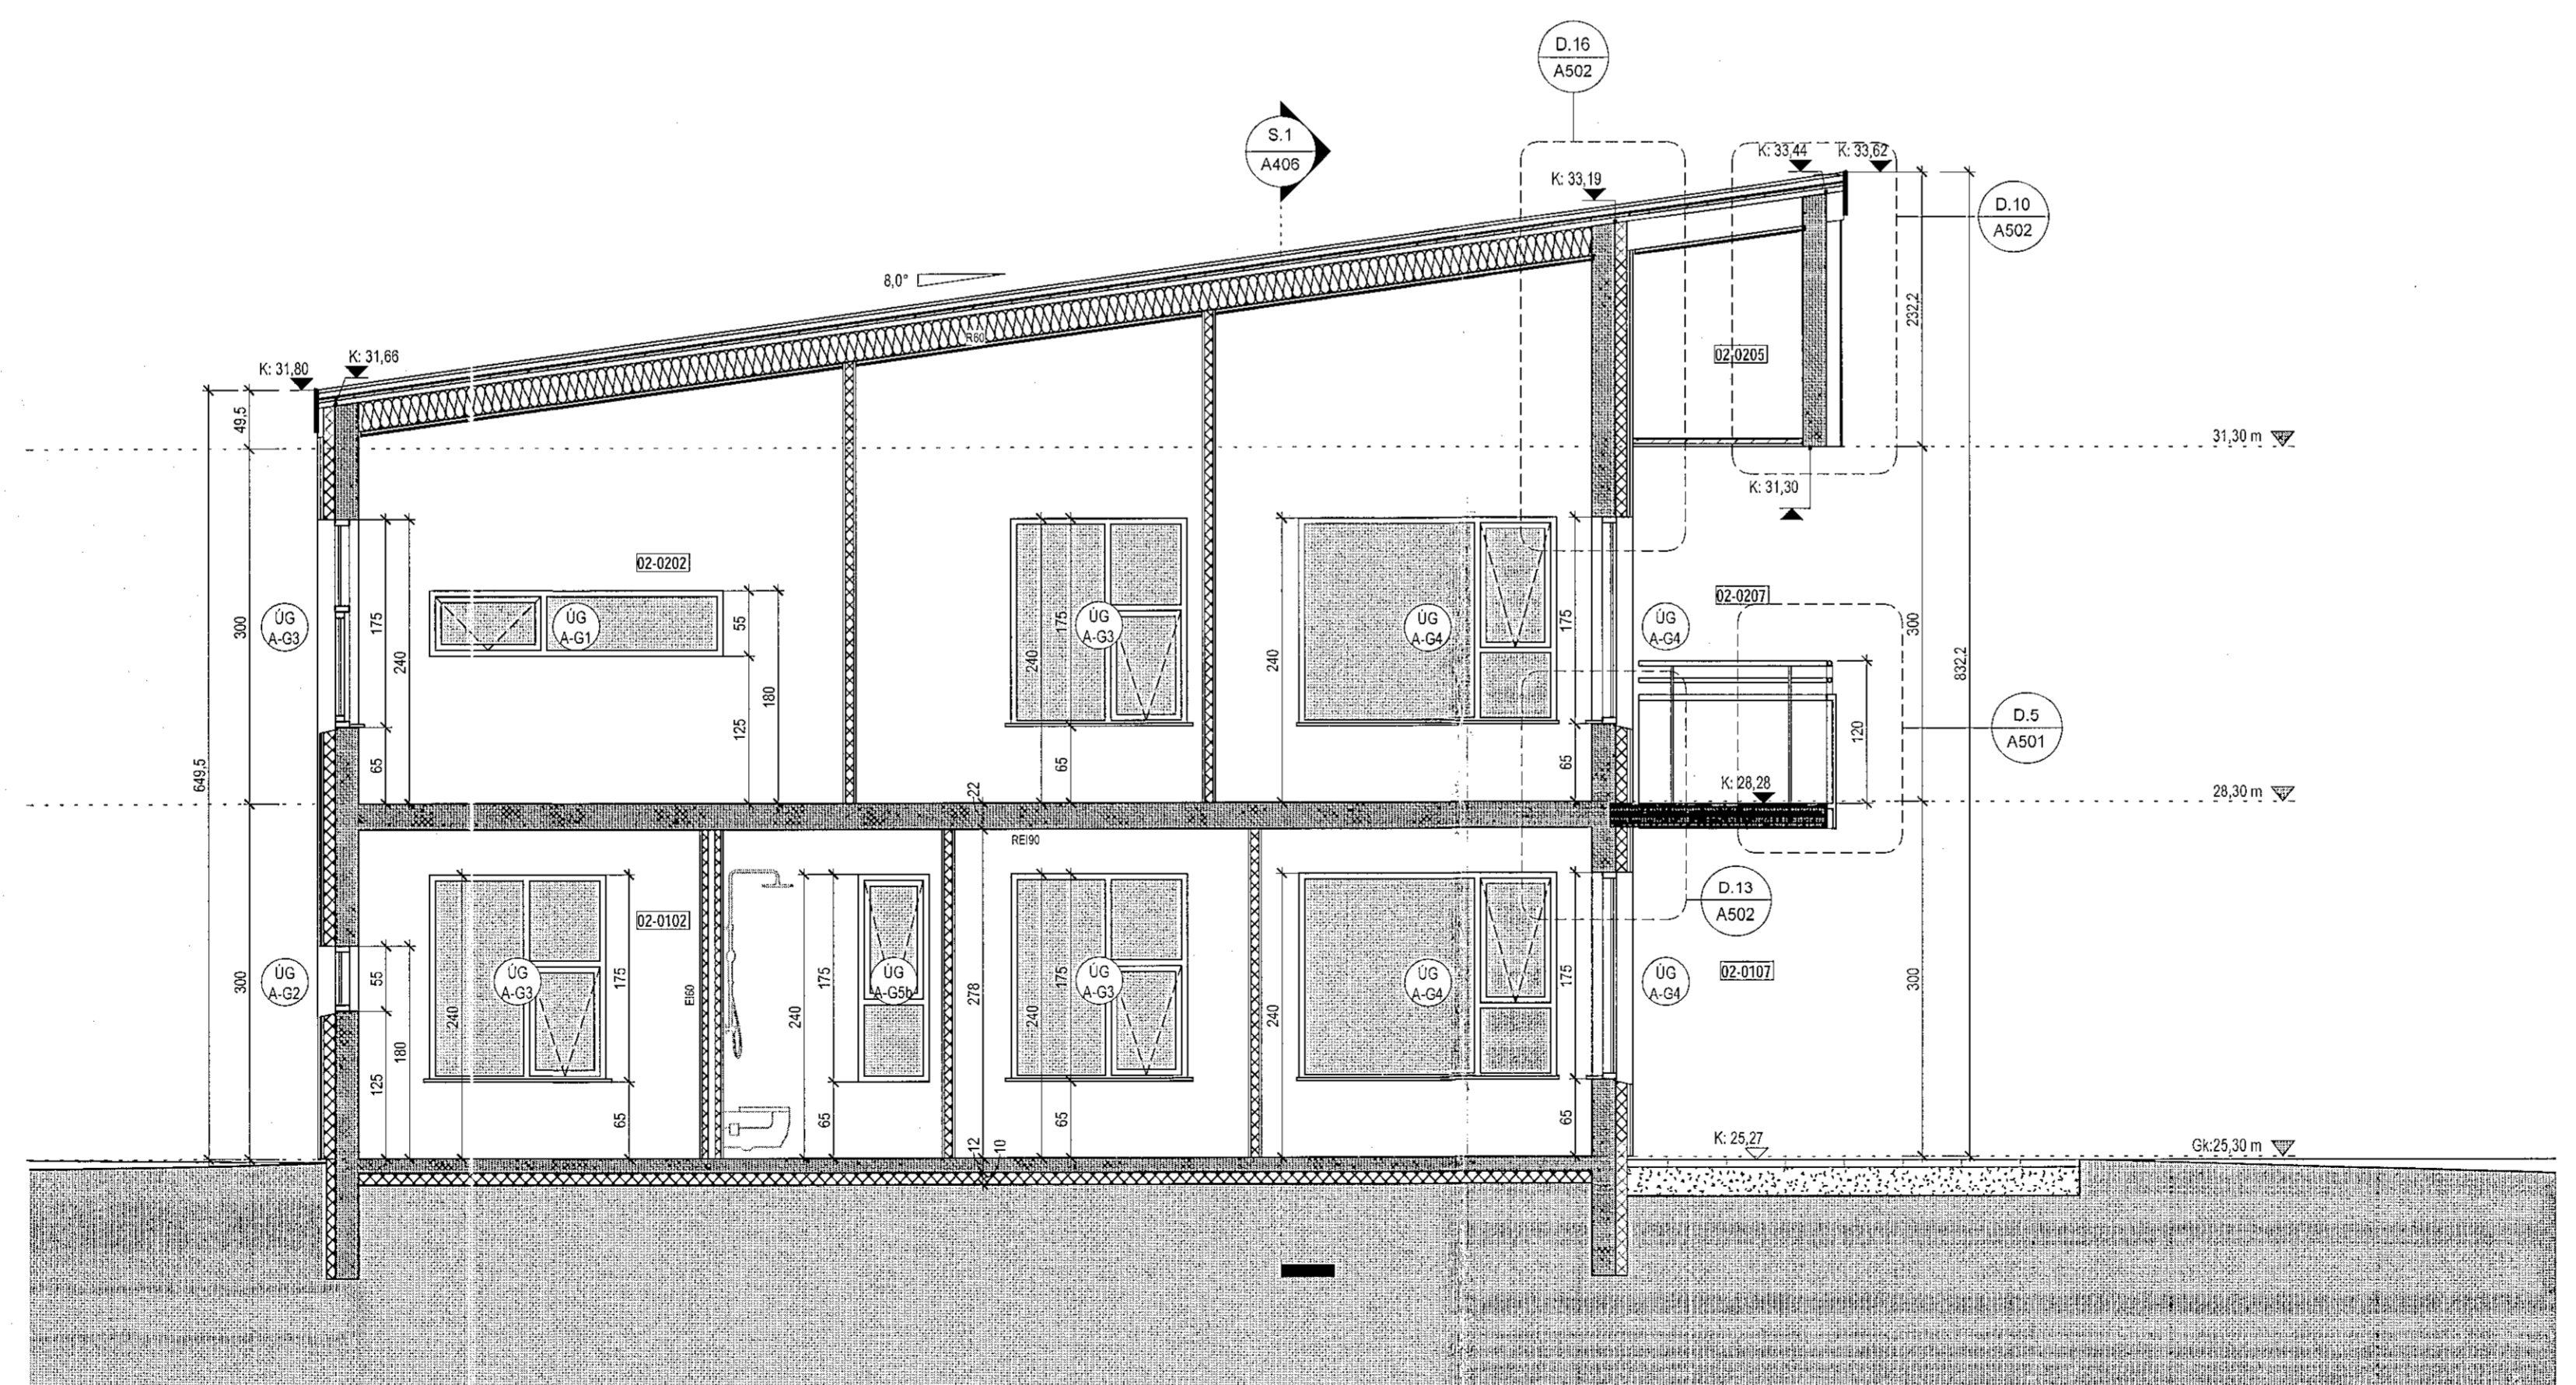 D.16
A502
S.1
A406
K: 33,44
K: 33,62
K: 33,19
D.10
A502
8,0°
232,2
R60
02-0205
K: 31,80
K: 31,66
49,5
31,30 m
K: 31,30
02-0202
02-0207
ÚG
A-G3
300
175
240
65
ÚG
A-G1
55
180
125
240
175
ÚG
A-G3
65
240
ÚG
A-G4
175
65
ÚG
A-G4
300
832,2
120
D.5
A501
K: 28,28
28,30 m
649,5
22
REI90
D.13
A502
02-0102
02-0107
ÚG
A-G2
300
55
180
125
240
ÚG
A-G3
175
65
EI60
240
175
ÚG
A-G5b
65
278
240
175
ÚG
A-G3
65
240
ÚG
A-G4
175
65
ÚG
A-G4
300
12
10
K: 25,27
Gk:25,30 m